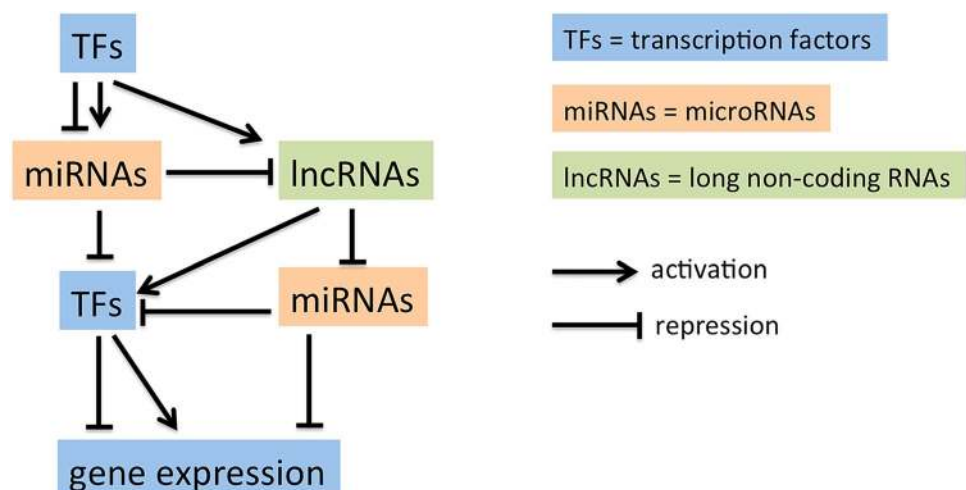 TFs
miRNAs
lncRNAs
TFs
miRNAs
gene expression
TFs = transcription factors
miRNAs = microRNAs
lncRNAs = long non-coding RNAs
activation
repression